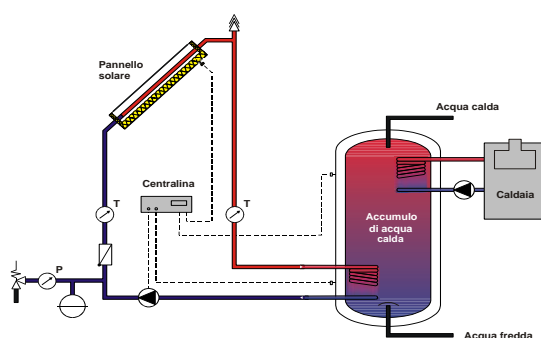 Pannello
solare
Acqua calda
Centralina
T
T
Caldaia
Accumulo
di acqua
calda
P
Acqua fredda